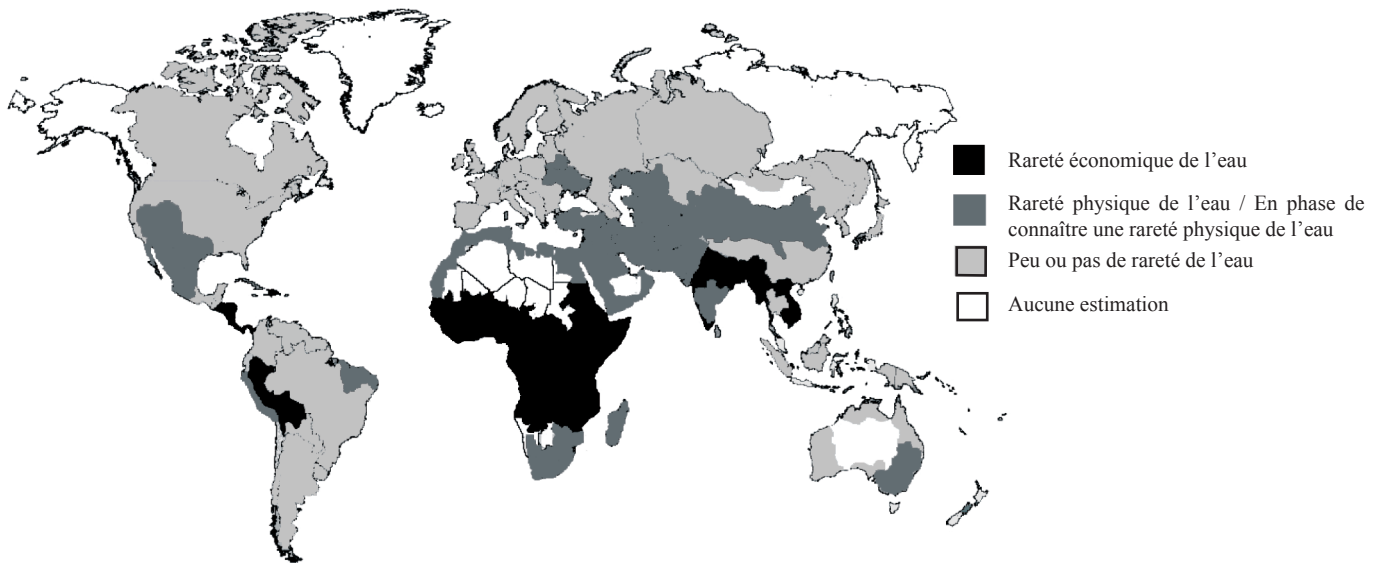 Rareté économique de l’eau
Rareté physique de l’eau / En phase de
connaître une rareté physique de l’eau
Peu ou pas de rareté de l’eau
Aucune estimation